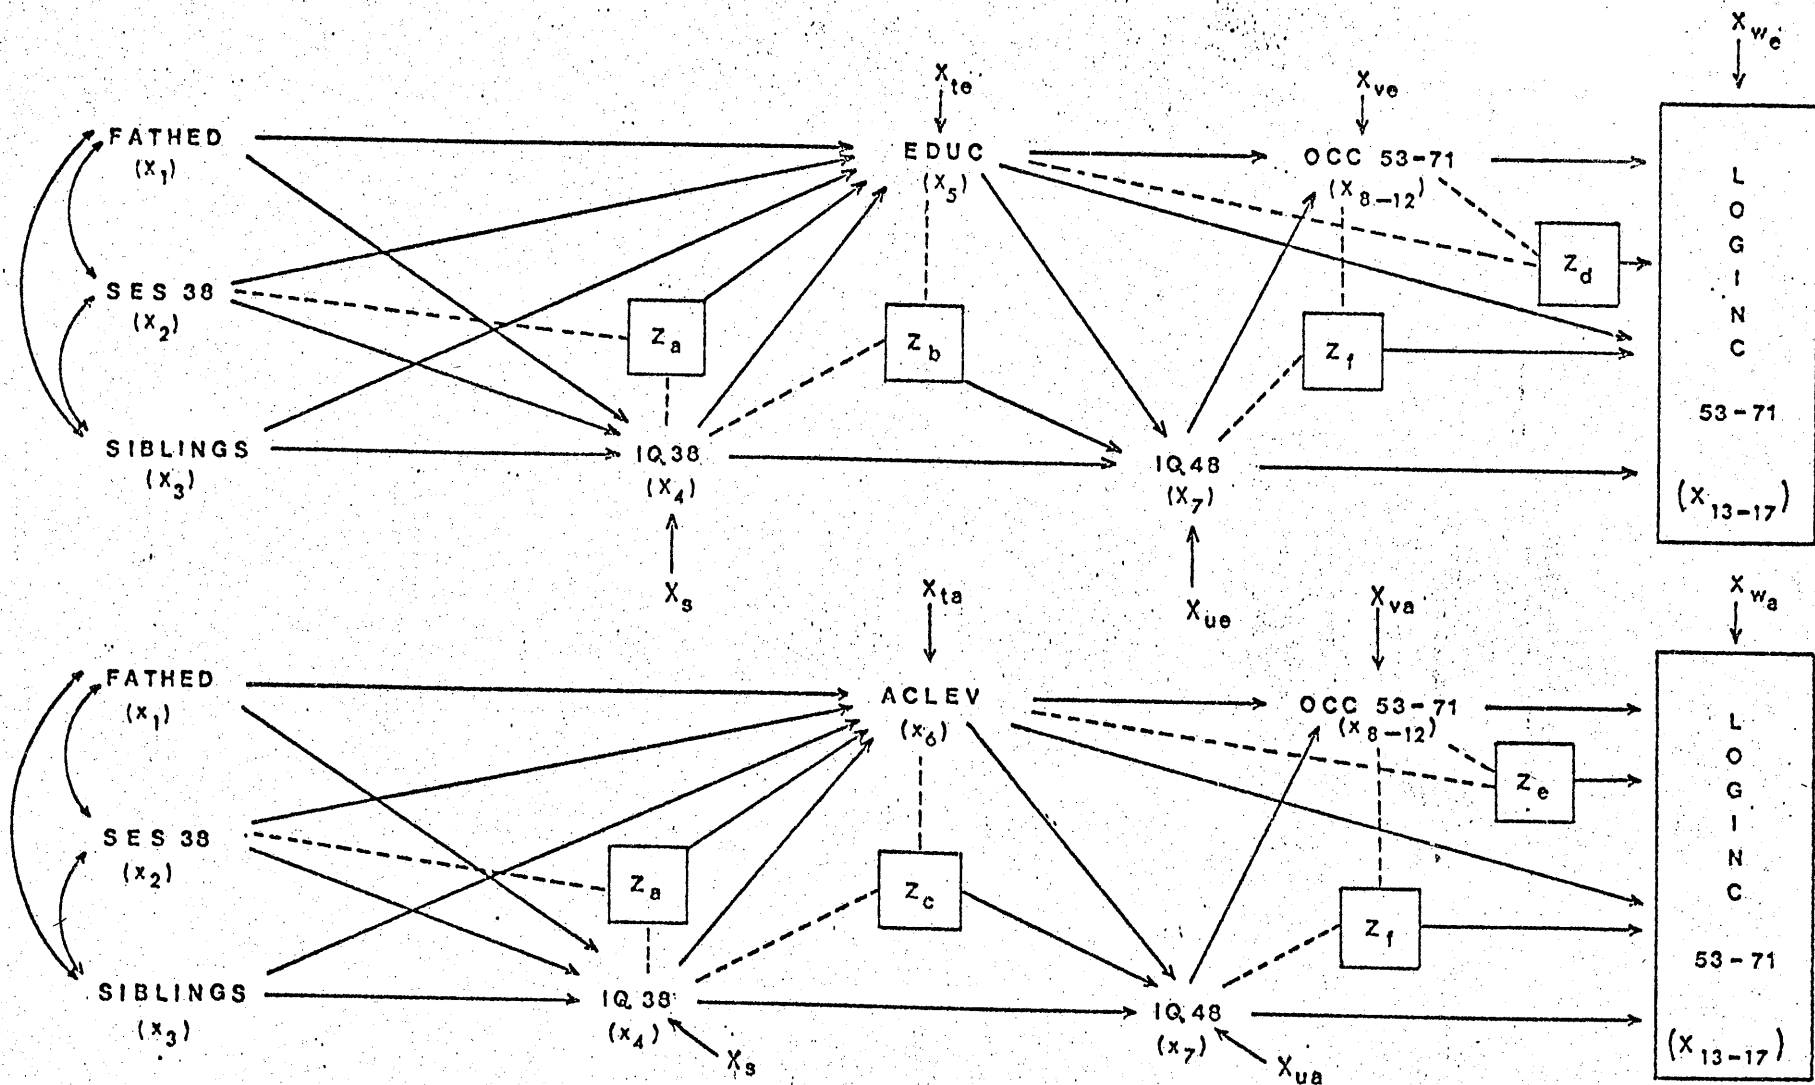 X_we
X_te
X_ve
FATHED
(X_1)
EDUC
(X_5)
OCC 53-71
(X_8-12)
SES 38
(X_2)
Z_a
Z_b
Z_f
Z_d
SIBLINGS
(X_3)
IQ 38
(X_4)
IQ 48
(X_7)
LOGINC
53-71
(X_13-17)
X_s
X_ue
X_ta
X_va
X_wa
FATHED
(x_1)
ACLEV
(x_6)
OCC 53-71
(x_8-12)
SES 38
(x_2)
Z_a
Z_c
Z_e
Z_f
SIBLINGS
(x_3)
IQ 38
(x_4)
IQ 48
(x_7)
LOGINC
53-71
(X_13-17)
X_s
X_ua